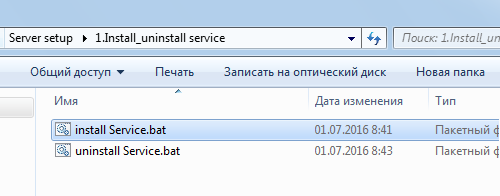 Server setup ▸ 1.Install_uninstall service
Поиск: 1.Install_un
Общий доступ ▾ Печать Записать на оптический диск Новая папка
Имя Дата изменения Тип
install Service.bat 01.07.2016 8:41 Пакетный ф
uninstall Service.bat 01.07.2016 8:43 Пакетный ф